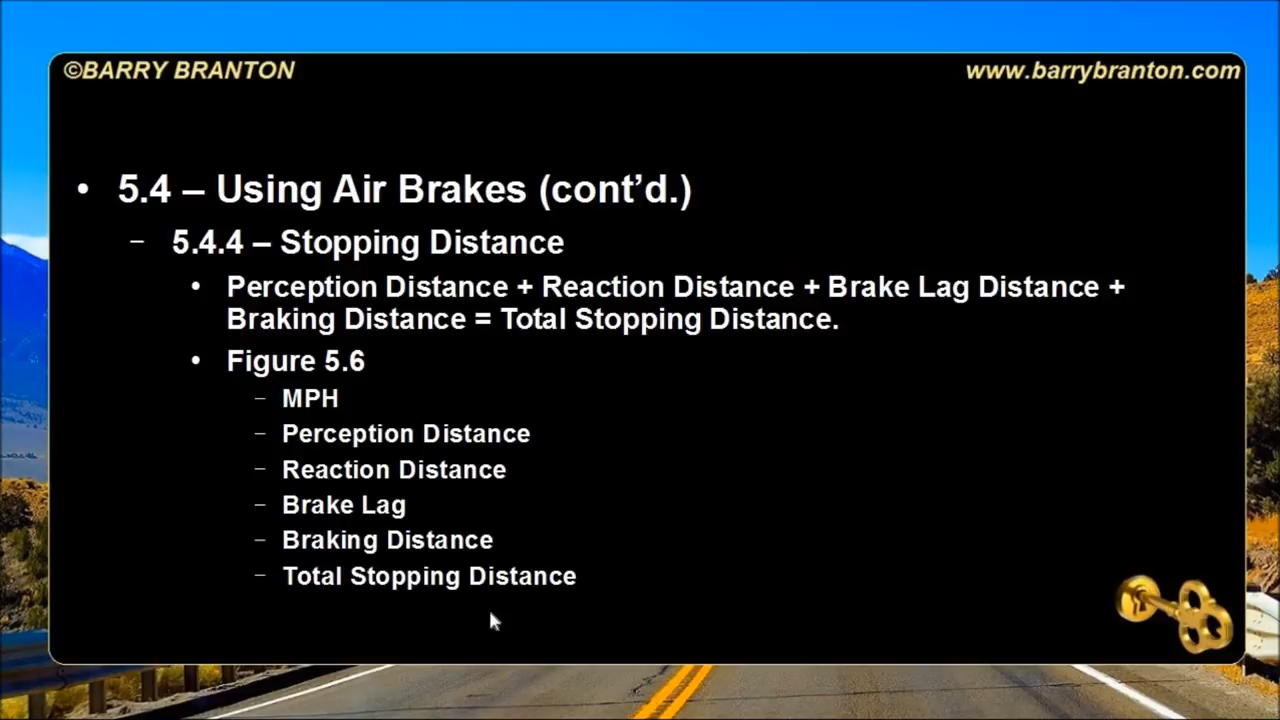 ©BARRY BRANTON
www.barrybranton.com
• 5.4 – Using Air Brakes (cont’d.)
– 5.4.4 – Stopping Distance
• Perception Distance + Reaction Distance + Brake Lag Distance +
Braking Distance = Total Stopping Distance.
• Figure 5.6
– MPH
– Perception Distance
– Reaction Distance
– Brake Lag
– Braking Distance
– Total Stopping Distance